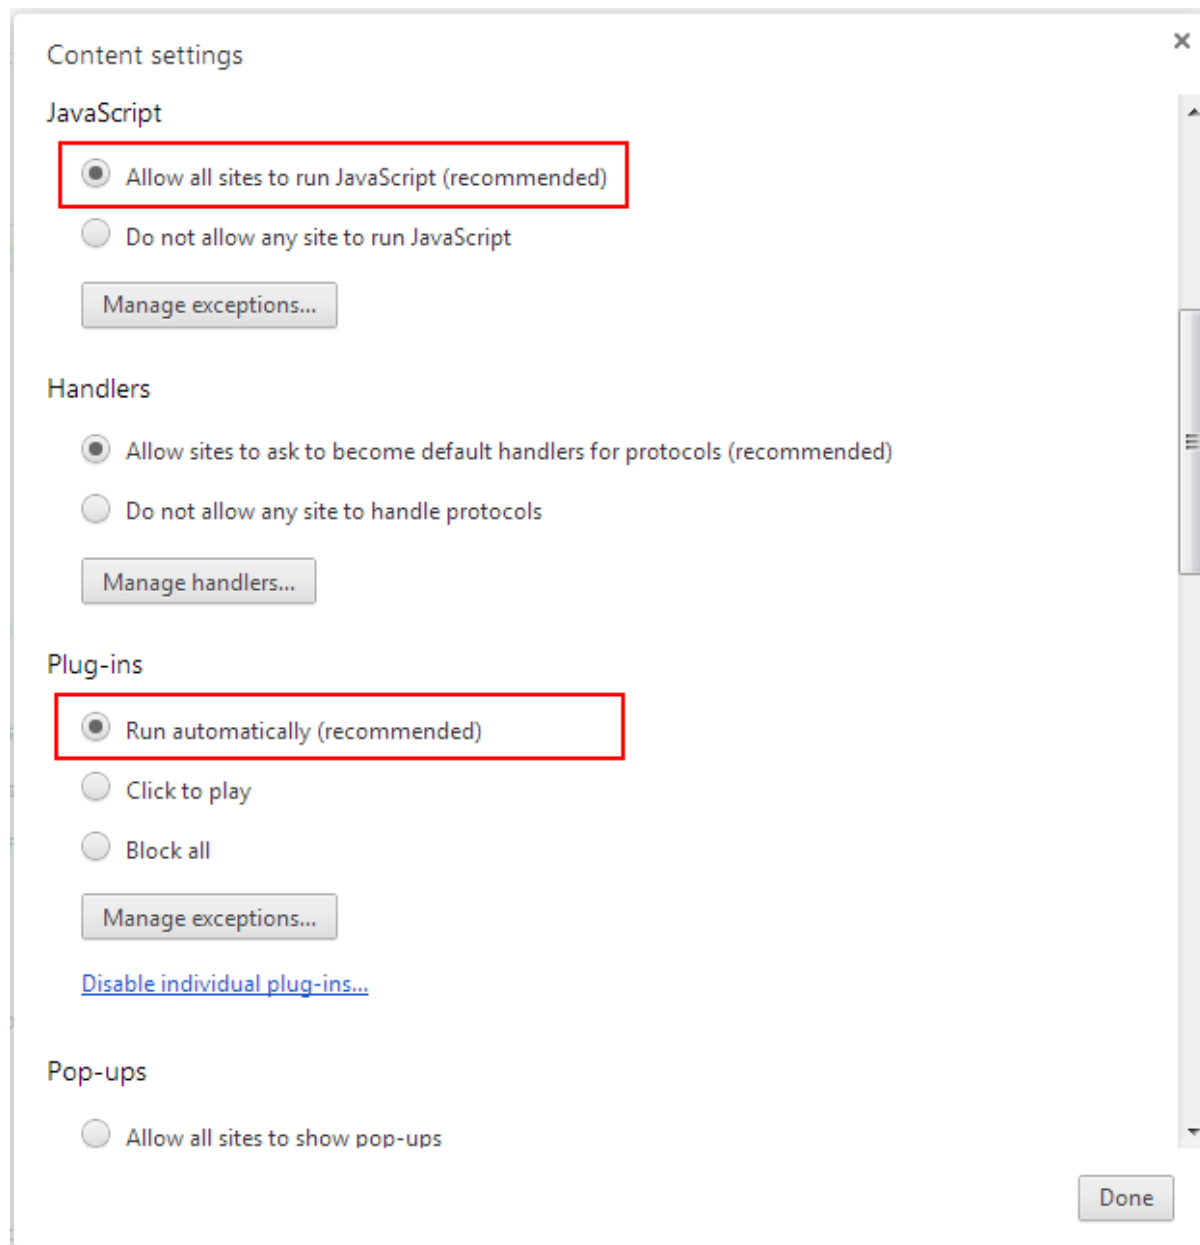 Content settings
JavaScript
Allow all sites to run JavaScript (recommended)
Do not allow any site to run JavaScript
Manage exceptions...
Handlers
Allow sites to ask to become default handlers for protocols (recommended)
Do not allow any site to handle protocols
Manage handlers...
Plug-ins
Run automatically (recommended)
Click to play
Block all
Manage exceptions...
Disable individual plug-ins...
Pop-ups
Allow all sites to show pop-ups
Done